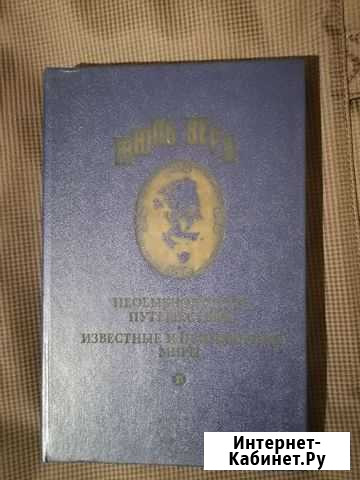 ЖЮЛЬ ВЕРН
НЕОБЫКНОВЕННЫЕ
ПУТЕШЕСТВИЯ
ИЗВЕСТНЫЕ И НЕИЗВЕСТНЫЕ
МИРЫ
Интернет-
Кабинет.Ру